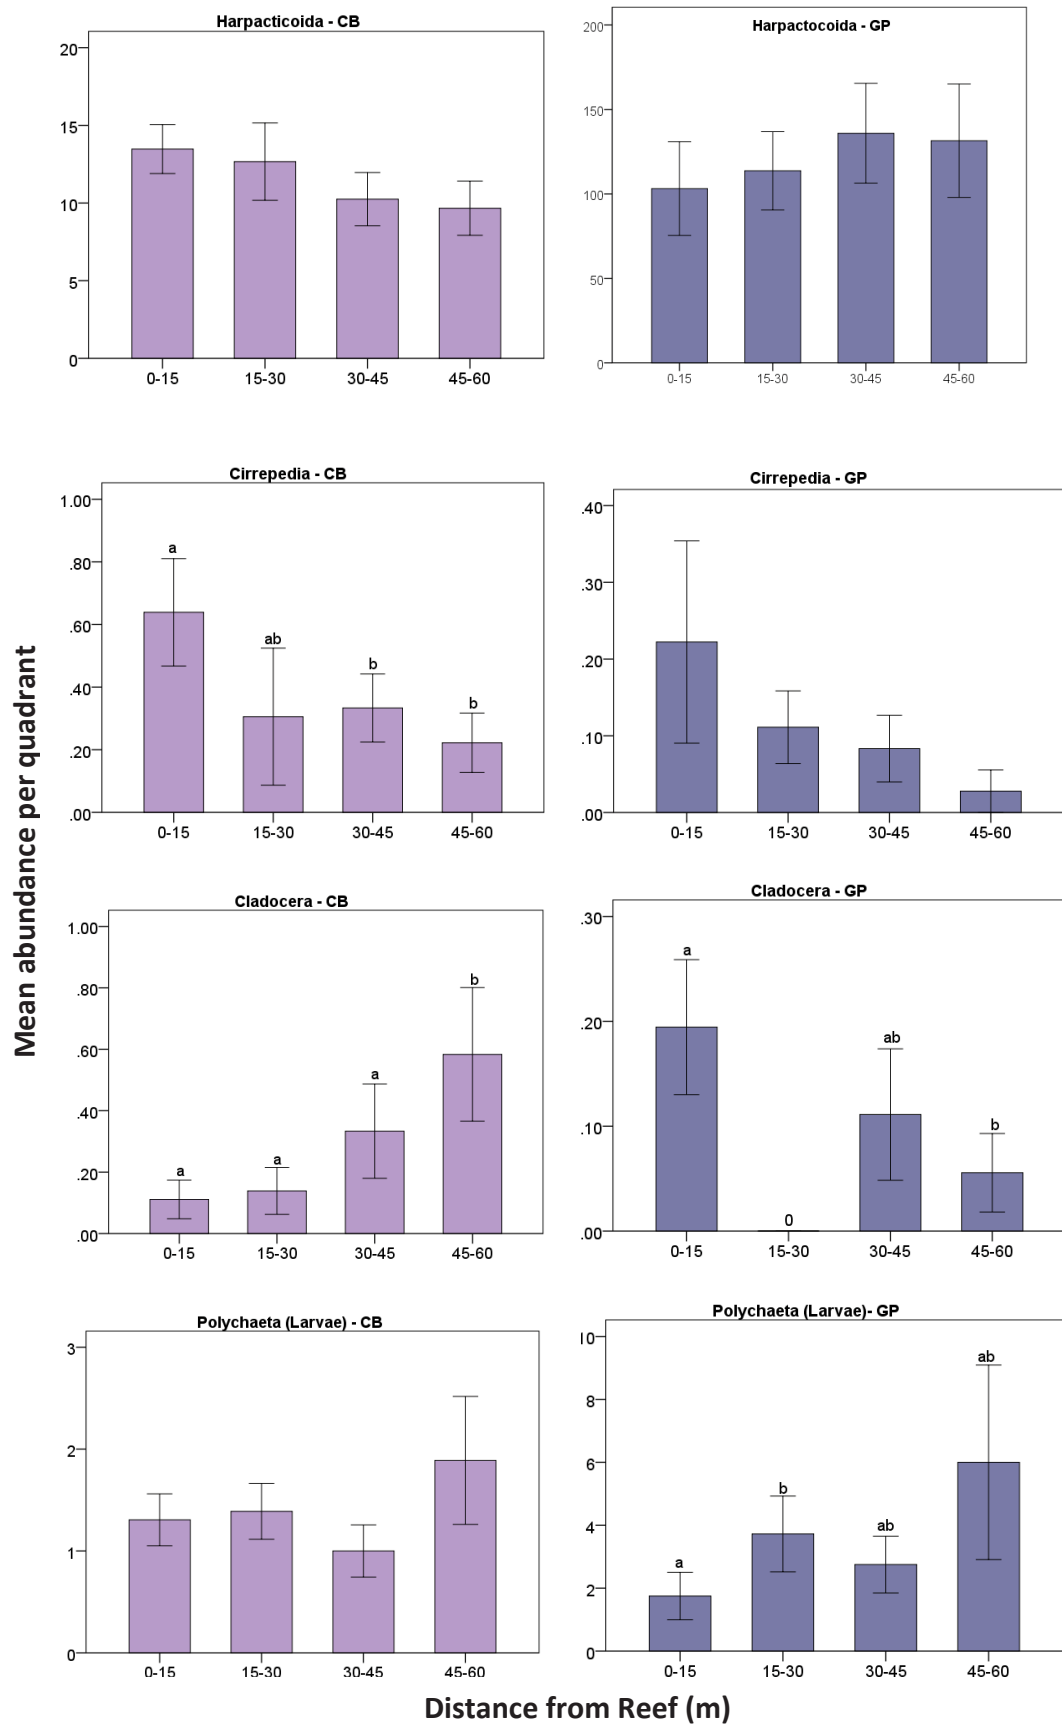 Harpacticoida - CB
20
15
10
5
0
0-15 15-30 30-45 45-60
Harpactocoida - GP
200
150
100
50
0
0-15 15-30 30-45 45-60
Cirrepedia - CB
1.00
.80
.60
.40
.20
.00
a
ab
b
b
0-15 15-30 30-45 45-60
Cirrepedia - GP
.40
.30
.20
.10
.00
0-15 15-30 30-45 45-60
Mean abundance per quadrant
Cladocera - CB
1.00
.80
.60
.40
.20
.00
a
a
a
b
0-15 15-30 30-45 45-60
Cladocera - GP
.30
.20
.10
.00
a
0
ab
b
0-15 15-30 30-45 45-60
Polychaeta (Larvae) - CB
3
2
1
0
0-15 15-30 30-45 45-60
Polychaeta (Larvae)- GP
10
8
6
4
2
0
a
b
ab
ab
0-15 15-30 30-45 45-60
Distance from Reef (m)